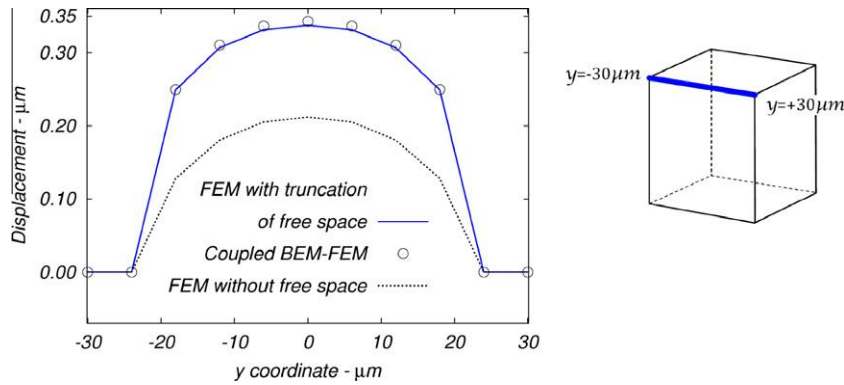 0.35
0.30
0.20
0.10
0.00
Displacement - μm
FEM with truncation
of free space
Coupled BEM-FEM
FEM without free space
-30 -20 -10 0 10 20 30
y coordinate - μm
y=-30μm
y=+30μm